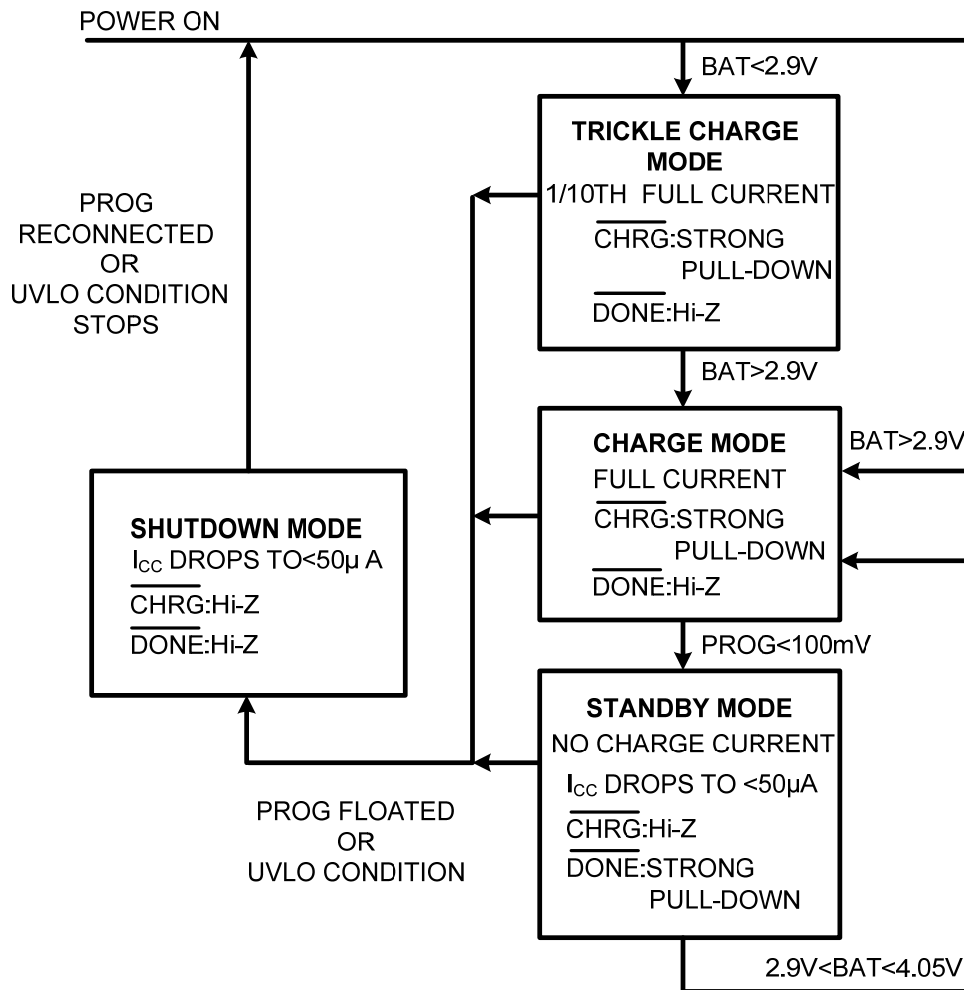 POWER ON
BAT<2.9V
TRICKLE CHARGE
MODE
1/10TH FULL CURRENT
CHRG:STRONG
PULL-DOWN
DONE:Hi-Z
PROG
RECONNECTED
OR
UVLO CONDITION
STOPS
BAT>2.9V
CHARGE MODE
FULL CURRENT
CHRG:STRONG
PULL-DOWN
DONE:Hi-Z
BAT>2.9V
SHUTDOWN MODE
ICC DROPS TO<50µ A
CHRG:Hi-Z
DONE:Hi-Z
PROG<100mV
STANDBY MODE
NO CHARGE CURRENT
ICC DROPS TO <50µA
CHRG:Hi-Z
DONE:STRONG
PULL-DOWN
PROG FLOATED
OR
UVLO CONDITION
2.9V<BAT<4.05V